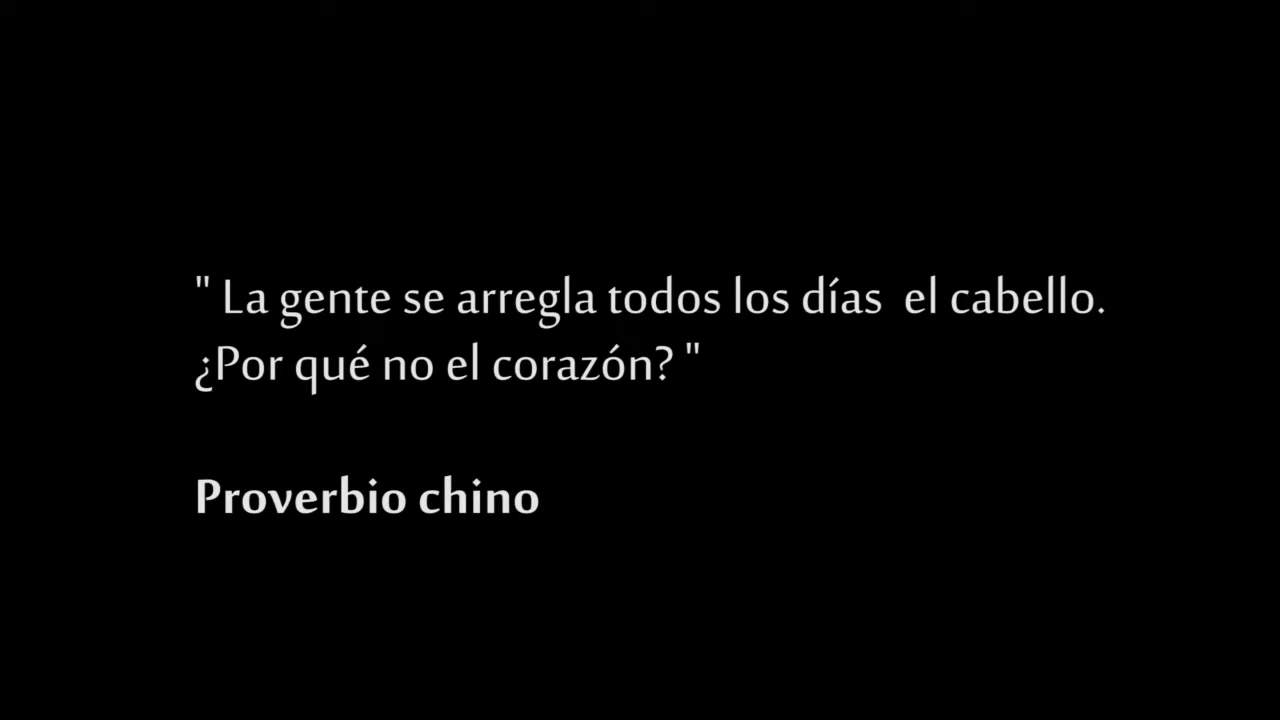 " La gente se arregla todos los días  el cabello.
¿Por qué no el corazón? "
Proverbio chino